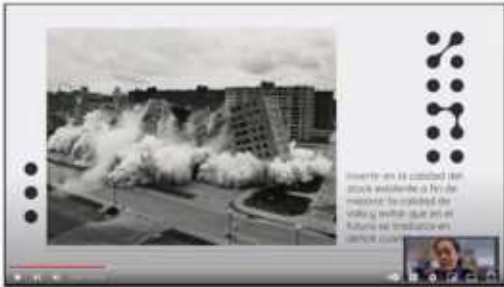 Invertir en la calidad del
stock existente a fin de
mejorar la calidad de
vida y evitar que en el
futuro se traduzca en
déficit